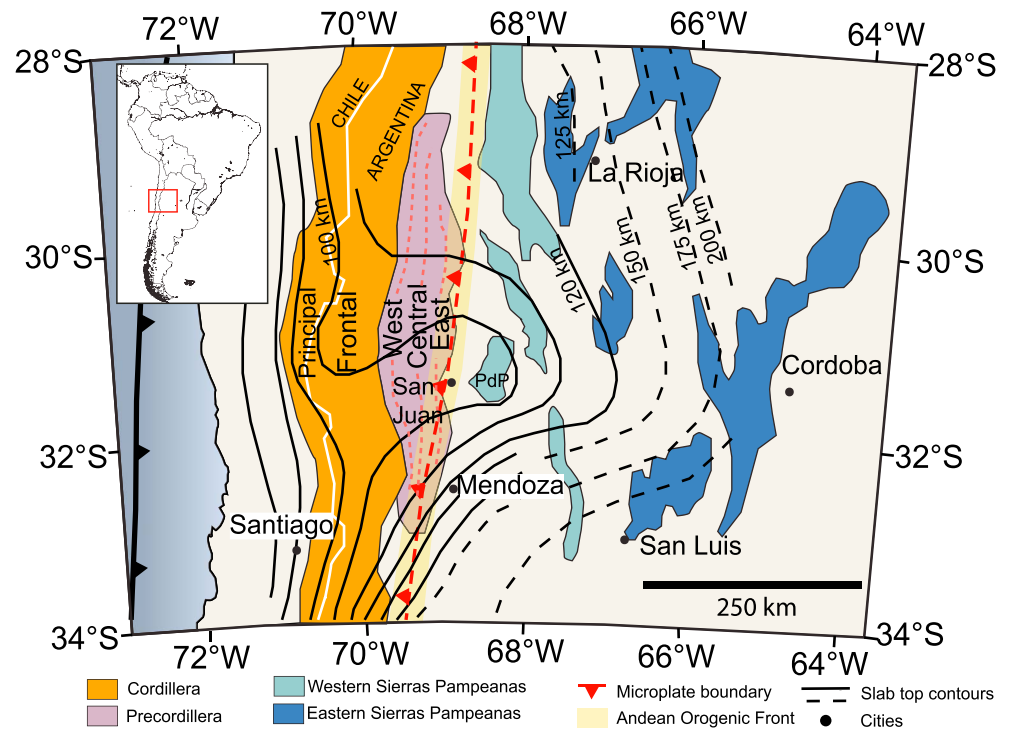 72°W
70°W
68°W
66°W
64°W
28°S
28°S
CHILE
ARGENTINA
125 km
La Rioja
100 km
150 km
175 km
200 km
30°S
30°S
120 km
Principal
Frontal
West
Central
East
PdP
San
Juan
Cordoba
32°S
32°S
Mendoza
Santiago
San Luis
250 km
34°S
34°S
72°W
70°W
68°W
66°W
64°W
Cordillera
Western Sierras Pampeanas
Microplate boundary
Slab top contours
Precordillera
Eastern Sierras Pampeanas
Andean Orogenic Front
Cities